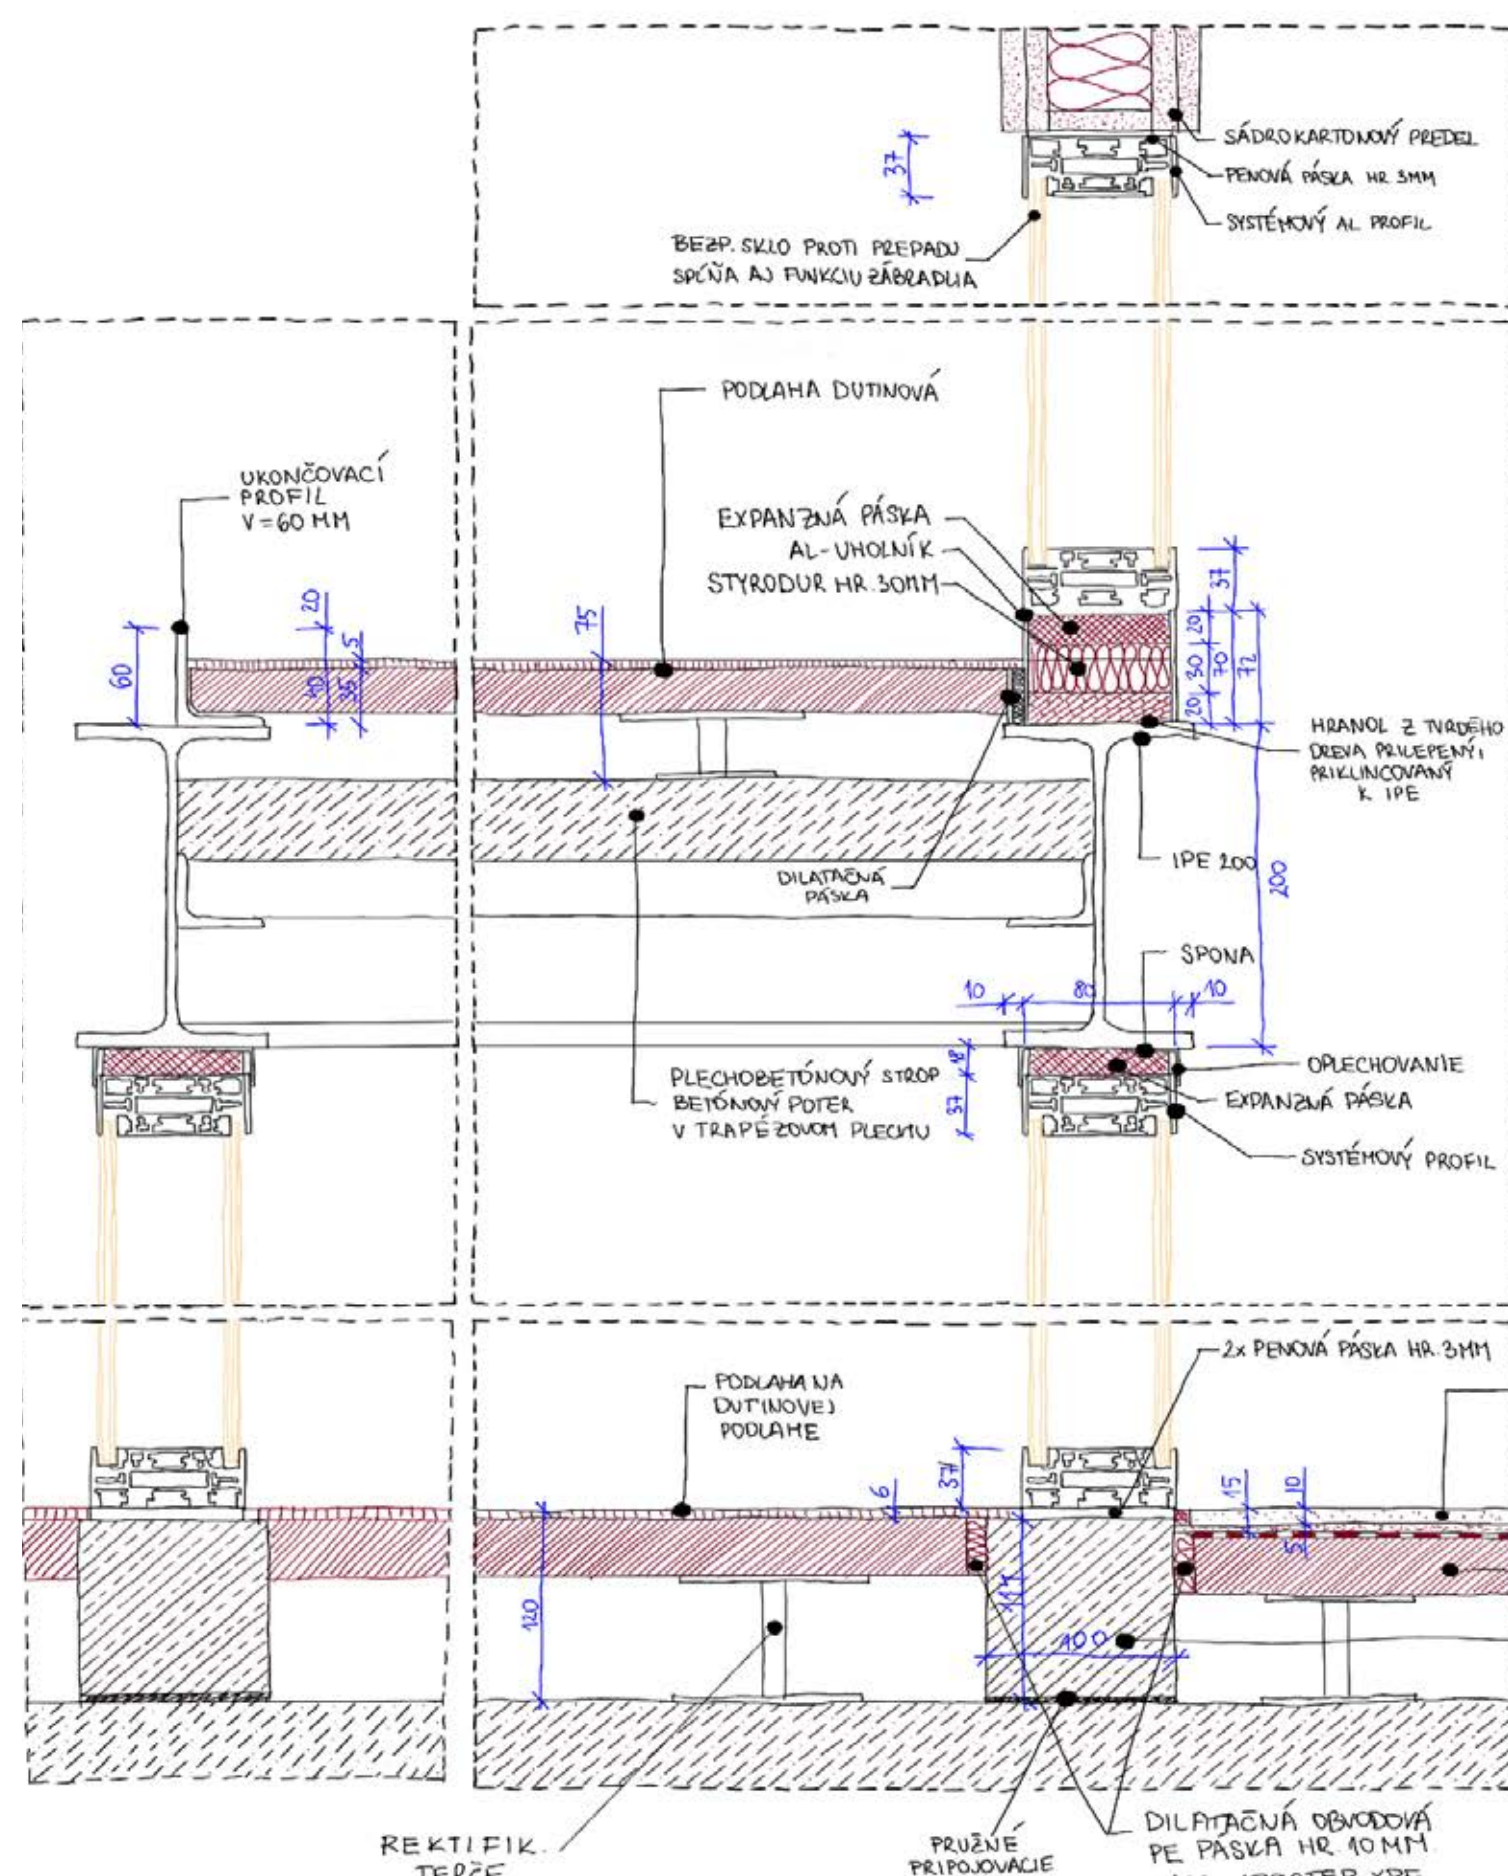 SÁDROKARTONOVÝ PREDEL
37
PENOVÁ PÁSKA HR. 3MM
SYSTÉMOVÝ AL PROFIL
BEZP. SKLO PROTI PREPADU
SPĹŇA AJ FUNKCIU ZÁBRADLIA
PODLAHA DUTINOVÁ
UKONČOVACÍ
PROFIL
V=60 MM
EXPANZNÁ PÁSKA
AL-UHOLNÍK
STYRODUR HR. 30MM
37
20
75
20
5
30
70
72
60
40
35
20
HRANOL Z TVRDÉHO
DREVA PRILEPENÝ I
PRIKLINCOVANÝ
K IPE
IPE 200
DILATAČNÁ
PÁSKA
200
SPONA
10
80
10
18
OPLECHOVANIE
PLECHOBETÓNOVÝ STROP
BETÓNOVÝ POTER
V TRAPÉZOVOM PLECHU
37
EXPANZNÁ PÁSKA
SYSTÉMOVÝ PROFIL
2x PENOVÁ PÁSKA HR. 3MM
PODLAHA NA
DUTINOVEJ
PODLAHE
37
6
15
10
5
120
100
DILATAČNÁ OBVODOVÁ
PE PÁSKA HR. 10MM
REKTIFIK.
TERČE
PRUŽNÉ
PRIPOJOVACIE